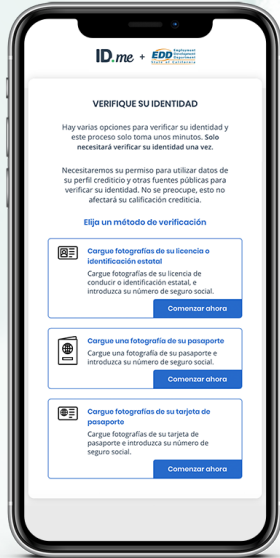 ID.me + EDD Employment
Development
Department
State of California
VERIFIQUE SU IDENTIDAD
Hay varias opciones para verificar su identidad y
este proceso solo toma unos minutos. Solo
necesitará verificar su identidad una vez.
Necesitaremos su permiso para utilizar datos de
su perfil crediticio y otras fuentes públicas para
verificar su identidad. No se preocupe, esto no
afectará su calificación crediticia.
Elija un método de verificación
Cargue fotografías de su licencia o
identificación estatal
Cargue fotografías de su licencia de
conducir o identificación estatal, e
introduzca su número de seguro social.
Comenzar ahora
Cargue una fotografía de su pasaporte
Cargue una fotografía de su pasaporte e
introduzca su número de seguro social.
Comenzar ahora
Cargue fotografías de su tarjeta de
pasaporte
Cargue fotografías de su tarjeta de
pasaporte e introduzca su número de
seguro social.
Comenzar ahora